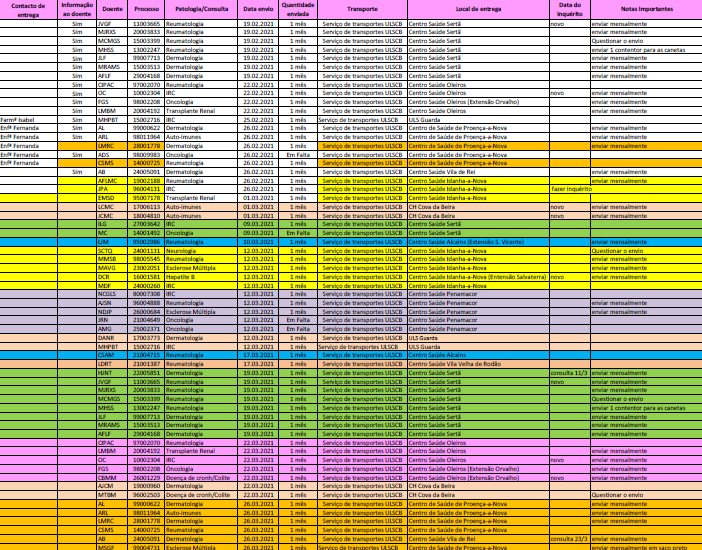 Contacto de entrega Informação ao doente Doente Processo Patologia/Consulta Data envio Quantidade enviada Transporte Local de entrega Data do Inquérito Notas Importantes
Sim JVGF 11003665 Reumatologia 19.02.2021 1 mês Serviço de transportes ULSCB Centro Saúde Sertã novo enviar mensalmente
Sim MJRXS 20003833 Reumatologia 19.02.2021 1 mês Serviço de transportes ULSCB Centro Saúde Sertã enviar mensalmente
Sim MCMGS 15003399 Reumatologia 19.02.2021 1 mês Serviço de transportes ULSCB Centro Saúde Sertã Questionar o envio
Sim MHSS 13002247 Reumatologia 19.02.2021 1 mês Serviço de transportes ULSCB Centro Saúde Sertã enviar 1 contentor para as canetas
Sim JLF 99007713 Dermatologia 19.02.2021 1 mês Serviço de transportes ULSCB Centro Saúde Sertã enviar mensalmente
Sim MRAMS 15003513 Dermatologia 19.02.2021 1 mês Serviço de transportes ULSCB Centro Saúde Sertã enviar mensalmente
Sim AFLF 29004168 Dermatologia 19.02.2021 1 mês Serviço de transportes ULSCB Centro Saúde Sertã enviar mensalmente
Sim CIPAC 97002070 Reumatologia 22.02.2021 1 mês Serviço de transportes ULSCB Centro Saúde Oleiros
Sim OC 10002304 IRC 22.02.2021 1 mês Serviço de transportes ULSCB Centro Saúde Oleiros novo enviar mensalmente
Sim FGS 98002208 Oncologia 22.02.2021 1 mês Serviço de transportes ULSCB Centro Saúde Oleiros (Extensão Orvalho) enviar mensalmente
Sim LMBM 20004192 Transplante Renal 22.02.2021 1 mês Serviço de transportes ULSCB Centro Saúde Oleiros enviar mensalmente
Farmª Isabel Sim MHPBT 15002716 IRC 25.02.2021 1 mês Serviço de transportes ULSCB ULS Guarda
Enfª Fernanda Sim AL 99000622 Dermatologia 26.02.2021 1 mês Serviço de transportes ULSCB Centro de Saúde de Proença-a-Nova enviar mensalmente
Enfª Fernanda Sim ARL 98011964 Auto-imunes 26.02.2021 1 mês Serviço de transportes ULSCB Centro de Saúde de Proença-a-Nova enviar mensalmente
Enfª Fernanda LMRC 28001778 Dermatologia 26.02.2021 1 mês Serviço de transportes ULSCB Centro de Saúde de Proença-a-Nova enviar mensalmente
Enfª Fernanda Sim ADS 98009983 Oncologia 26.02.2021 Em Falta Serviço de transportes ULSCB Centro de Saúde de Proença-a-Nova
Enfª Fernanda CSMS 14000725 Reumatologia 26.02.2021 1 mês Serviço de transportes ULSCB Centro de Saúde de Proença-a-Nova enviar mensalmente
Sim AB 24005091 Dermatologia 26.02.2021 1 mês Serviço de transportes ULSCB Centro Saúde Vila de Rei enviar mensalmente
AFLMC 19002188 Reumatologia 26.02.2021 1 mês Serviço de transportes ULSCB Centro Saúde Idanha-a-Nova enviar mensalmente
JPA 96004131 IRC 26.02.2021 1 mês Serviço de transportes ULSCB Centro Saúde Idanha-a-Nova fazer inquérito
EMSD 95007178 Transplante Renal 01.03.2021 1 mês Serviço de transportes ULSCB Centro Saúde Idanha-a-Nova enviar mensalmente
LCMC 17006113 Auto-imunes 01.03.2021 1 mês Serviço de transportes ULSCB CH Cova da Beira novo enviar mensalmente
JCMC 18004810 Auto-imunes 01.03.2021 1 mês Serviço de transportes ULSCB CH Cova da Beira novo enviar mensalmente
ILG 27003642 IRC 09.03.2021 1 mês Serviço de transportes ULSCB Centro Saúde Sertã
MC 14001492 Oncologia 09.03.2021 Em Falta Serviço de transportes ULSCB Centro Saúde Sertã
IJM 95002986 Reumatologia 10.03.2021 1 mês Serviço de transportes ULSCB Centro Saúde Alcains (Extensão S. Vicente) enviar mensalmente
SCTQ 24001131 Neurologia 12.03.2021 1 mês Serviço de transportes ULSCB Centro Saúde Idanha-a-Nova Questionar o envio
MMSB 98005545 Reumatologia 12.03.2021 1 mês Serviço de transportes ULSCB Centro Saúde Idanha-a-Nova enviar mensalmente
MAVG 23002051 Esclerose Múltipla 12.03.2021 1 mês Serviço de transportes ULSCB Centro Saúde Idanha-a-Nova enviar mensalmente
OCR 16001581 Hepatite B 12.03.2021 1 mês Serviço de transportes ULSCB Centro Saúde Idanha-a-Nova (Entensão Salvaterra) novo enviar mensalmente
MDF 24000260 IRC 12.03.2021 1 mês Serviço de transportes ULSCB Centro Saúde Idanha-a-Nova
NCGLS 80007308 IRC 12.03.2021 1 mês Serviço de transportes ULSCB Centro Saúde Penamacor
AJSN 96004888 Reumatologia 12.03.2021 1 mês Serviço de transportes ULSCB Centro Saúde Penamacor enviar mensalmente
NDJP 26000684 Esclerose Múltipla 12.03.2021 1 mês Serviço de transportes ULSCB Centro Saúde Penamacor enviar mensalmente
JRN 21004649 Oncologia 12.03.2021 Em Falta Serviço de transportes ULSCB Centro Saúde Penamacor
AMG 25002371 Oncologia 12.03.2021 Em Falta Serviço de transportes ULSCB Centro Saúde Penamacor
DANR 17003773 Dermatologia 12.03.2021 1 mês Serviço de transportes ULSCB ULS Guarda enviar mensalmente
MHPBT 15002716 IRC 12.03.2021 1 mês Serviço de transportes ULSCB ULS Guarda
CSAM 21004715 Reumatologia 17.03.2021 1 mês Serviço de transportes ULSCB Centro Saúde Alcains enviar mensalmente
LDRT 21001387 Reumatologia 17.03.2021 1 mês Serviço de transportes ULSCB Centro Saúde Vila Velha de Rodão
HJNT 22005851 Dermatologia 19.03.2021 1 mês Serviço de transportes ULSCB Centro Saúde Sertã consulta 11/3 enviar mensalmente
JVGF 11003665 Reumatologia 19.03.2021 1 mês Serviço de transportes ULSCB Centro Saúde Sertã novo enviar mensalmente
MJRXS 20003833 Reumatologia 19.03.2021 1 mês Serviço de transportes ULSCB Centro Saúde Sertã enviar mensalmente
MCMGS 15003399 Reumatologia 19.03.2021 1 mês Serviço de transportes ULSCB Centro Saúde Sertã Questionar o envio
MHSS 13002247 Reumatologia 19.03.2021 1 mês Serviço de transportes ULSCB Centro Saúde Sertã enviar 1 contentor para as canetas
JLF 99007713 Dermatologia 19.03.2021 1 mês Serviço de transportes ULSCB Centro Saúde Sertã enviar mensalmente
MRAMS 15003513 Dermatologia 19.03.2021 1 mês Serviço de transportes ULSCB Centro Saúde Sertã enviar mensalmente
AFLF 29004168 Dermatologia 19.03.2021 1 mês Serviço de transportes ULSCB Centro Saúde Sertã enviar mensalmente
CIPAC 97002070 Reumatologia 22.03.2021 1 mês Serviço de transportes ULSCB Centro Saúde Oleiros
LMBM 20004192 Transplante Renal 22.03.2021 1 mês Serviço de transportes ULSCB Centro Saúde Oleiros enviar mensalmente
OC 10002304 IRC 22.03.2021 1 mês Serviço de transportes ULSCB Centro Saúde Oleiros novo enviar mensalmente
FGS 98002208 Oncologia 22.03.2021 1 mês Serviço de transportes ULSCB Centro Saúde Oleiros (Extensão Orvalho) enviar mensalmente
CBMM 26001229 Doença de cronh/Colite 22.03.2021 1 mês Serviço de transportes ULSCB Centro Saúde Oleiros (Extensão Orvalho) novo enviar mensalmente
AJCM 19000960 Dermatologia 22.03.2021 1 mês Serviço de transportes ULSCB CH Cova da Beira
MTBM 96002503 Doença de cronh/Colite 22.03.2021 1 mês Serviço de transportes ULSCB CH Cova da Beira Questionar o envio
AL 99000622 Dermatologia 26.03.2021 1 mês Serviço de transportes ULSCB Centro de Saúde de Proença-a-Nova enviar mensalmente
ARL 98011964 Auto-imunes 26.03.2021 1 mês Serviço de transportes ULSCB Centro de Saúde de Proença-a-Nova enviar mensalmente
LMRC 28001778 Dermatologia 26.03.2021 1 mês Serviço de transportes ULSCB Centro de Saúde de Proença-a-Nova enviar mensalmente
CSMS 14000725 Reumatologia 26.03.2021 1 mês Serviço de transportes ULSCB Centro de Saúde de Proença-a-Nova
AB 24005091 Dermatologia 26.03.2021 1 mês Serviço de transportes ULSCB Centro Saúde Vila de Rei consulta 23/3 enviar mensalmente
MSGF 99004731 Esclerose Múltipla 26.03.2021 1 mês Serviço de transportes ULSCB Centro de Saúde de Proença-a-Nova enviar mensalmente em saco preto